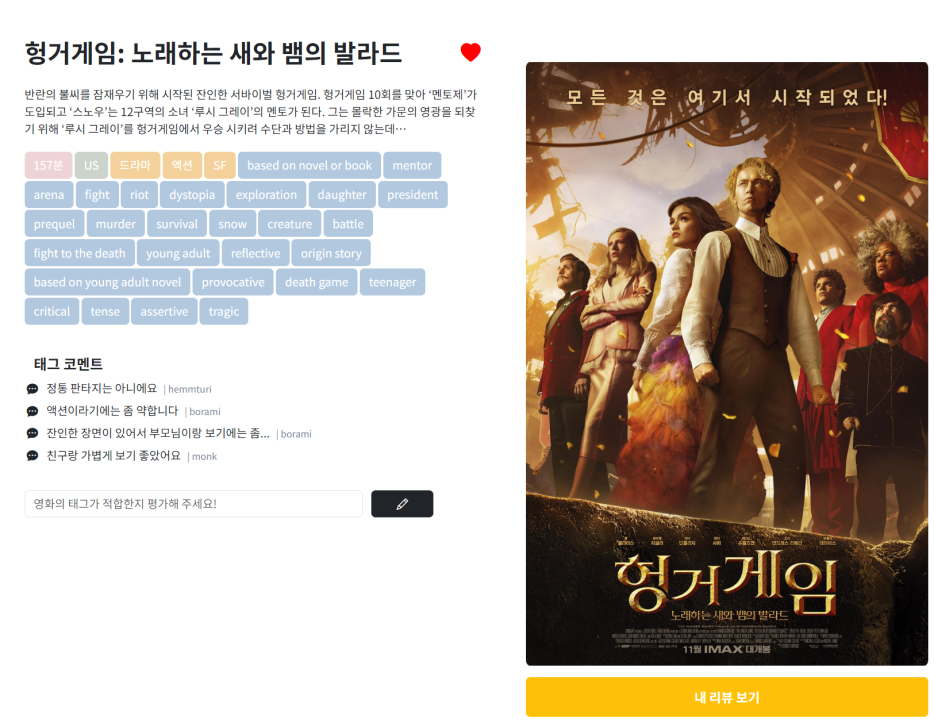 헝거게임: 노래하는 새와 뱀의 발라드
반란의 불씨를 잠재우기 위해 시작된 잔인한 서바이벌 헝거게임. 헝거게임 10회를 맞아 ‘멘토제’가
도입되고 ‘스노우’는 12구역의 소녀 ‘루시 그레이’의 멘토가 된다. 그는 몰락한 가문의 영광을 되찾
기 위해 ‘루시 그레이’를 헝거게임에서 우승 시키려 수단과 방법을 가리지 않는데…
157분 US 드라마 액션 SF based on novel or book mentor
arena fight riot dystopia exploration daughter president
prequel murder survival snow creature battle
fight to the death young adult reflective origin story
based on young adult novel provocative death game teenager
critical tense assertive tragic
태그 코멘트
정통 판타지는 아니에요 | hemmturi
액션이라기에는 좀 약합니다 | borami
잔인한 장면이 있어서 부모님이랑 보기에는 좀... | borami
친구랑 가볍게 보기 좋았어요 | monk
영화의 태그가 적합한지 평가해 주세요!
모든 것은 여기서 시작되었다!
헝거게임
노래하는 새와 뱀의 발라드
11월 IMAX 대개봉
내 리뷰 보기